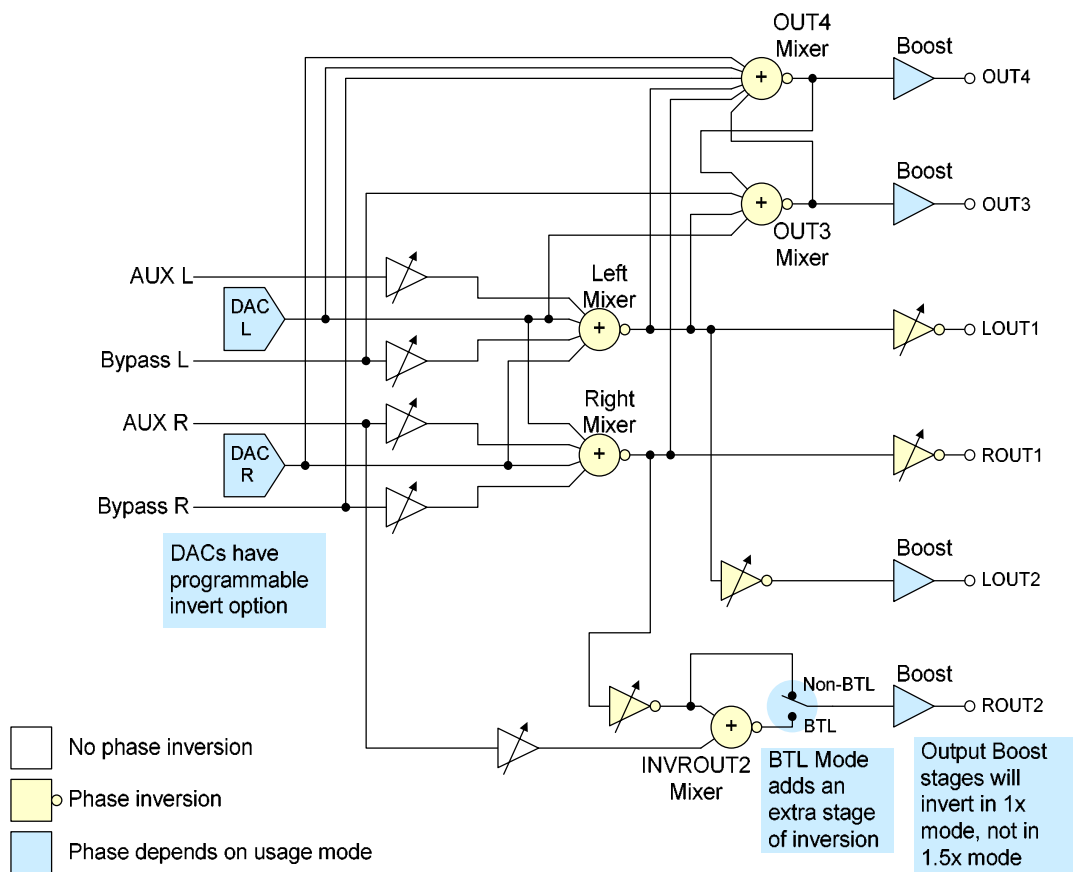 OUT4
Mixer
Boost
+
OUT4
Boost
+
OUT3
OUT3
Mixer
AUX L
Left
Mixer
DAC
L
+
LOUT1
Bypass L
AUX R
Right
Mixer
DAC
R
+
ROUT1
Bypass R
DACs have
programmable
invert option
Boost
LOUT2
Boost
Non-BTL
ROUT2
+
BTL
INVROUT2
Mixer
BTL Mode
adds an
extra stage
of inversion
Output Boost
stages will
invert in 1x
mode, not in
1.5x mode
No phase inversion
Phase inversion
Phase depends on usage mode